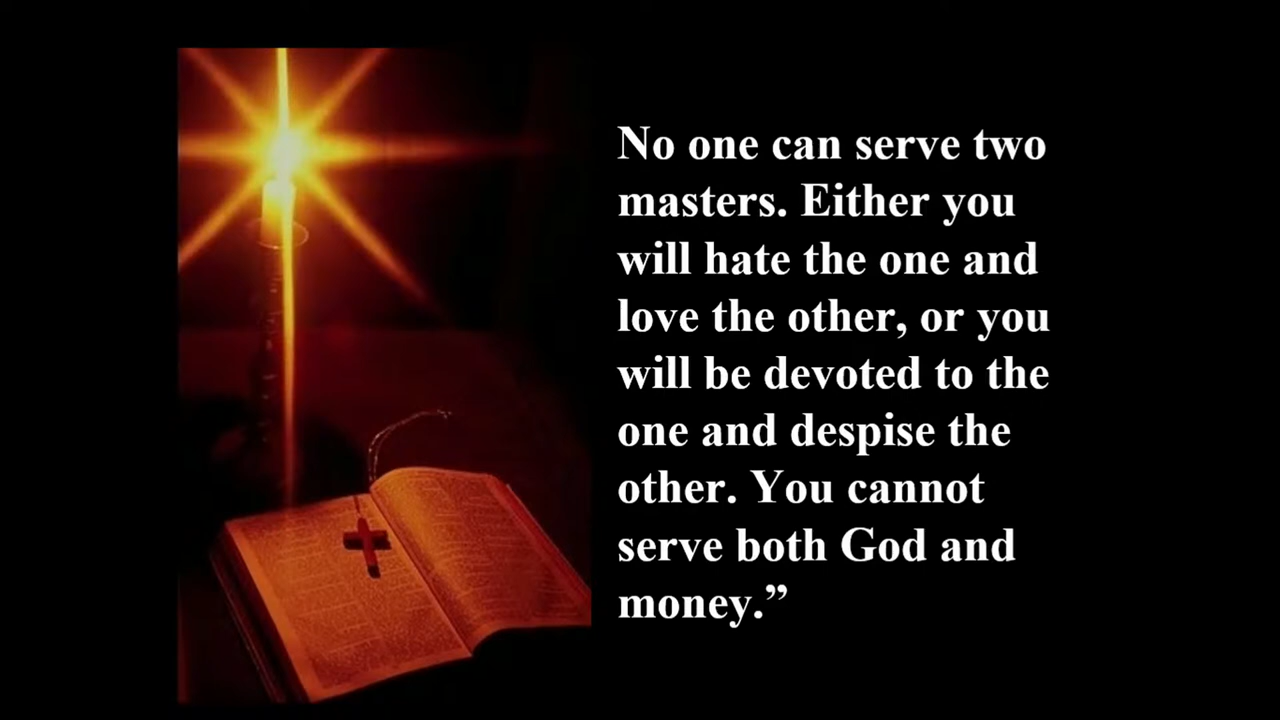 No one can serve two
masters. Either you
will hate the one and
love the other, or you
will be devoted to the
one and despise the
other. You cannot
serve both God and
money.”